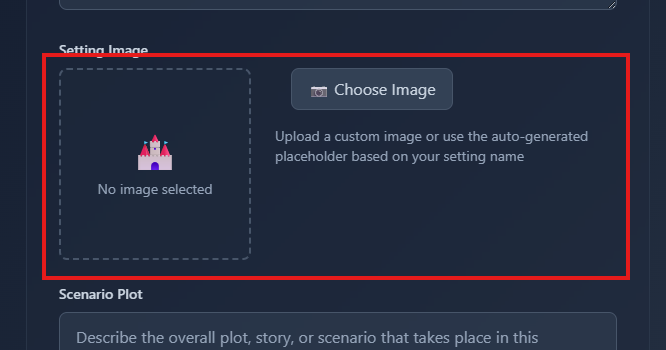 Setting Image
Choose Image
Upload a custom image or use the auto-generated
placeholder based on your setting name
No image selected
Scenario Plot
Describe the overall plot, story, or scenario that takes place in this